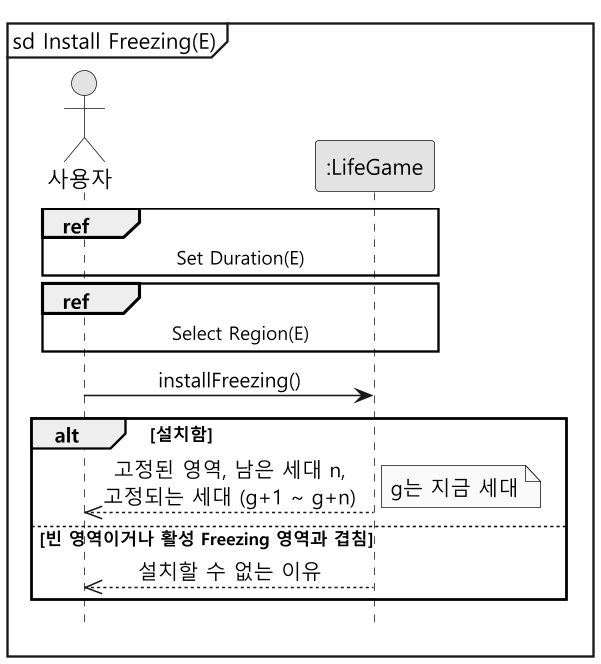 sd Install Freezing(E)
사용자
:LifeGame
ref
Set Duration(E)
ref
Select Region(E)
installFreezing()
alt
[설치함]
고정된 영역, 남은 세대 n,
고정되는 세대 (g+1 ~ g+n)
g는 지금 세대
[빈 영역이거나 활성 Freezing 영역과 겹침]
설치할 수 없는 이유